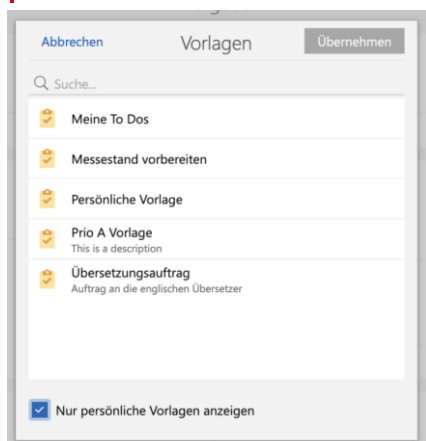 Abbrechen Vorlagen Übernehmen
Suche...
Meine To Dos
Messestand vorbereiten
Persönliche Vorlage
Prio A Vorlage
This is a description
Übersetzungsauftrag
Auftrag an die englischen Übersetzer
Nur persönliche Vorlagen anzeigen